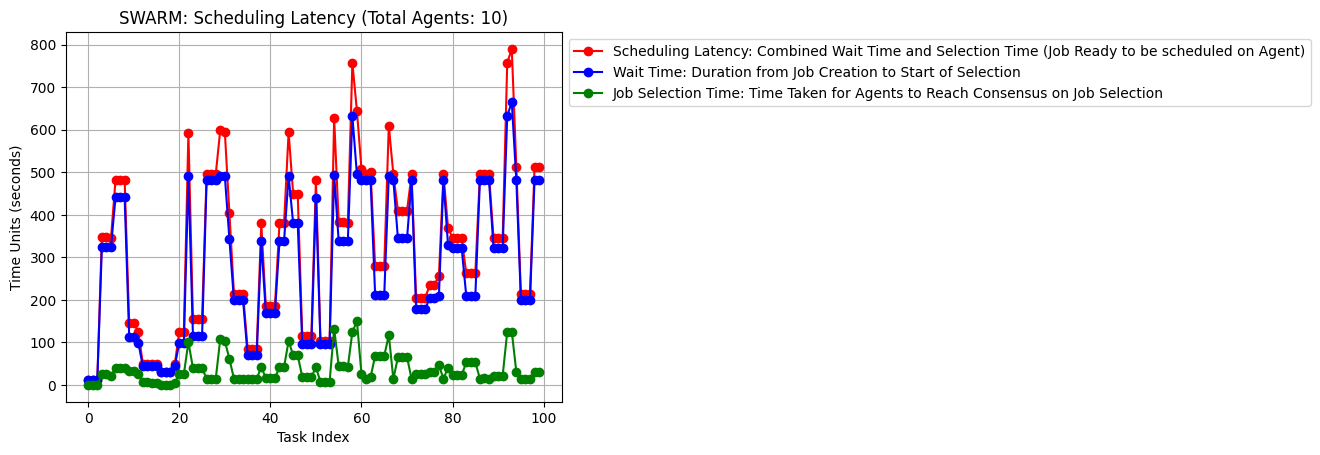 SWARM: Scheduling Latency (Total Agents: 10)
Scheduling Latency: Combined Wait Time and Selection Time (Job Ready to be scheduled on Agent)
Wait Time: Duration from Job Creation to Start of Selection
Job Selection Time: Time Taken for Agents to Reach Consensus on Job Selection
Time Units (seconds)
800
700
600
500
400
300
200
100
0
0 20 40 60 80 100
Task Index